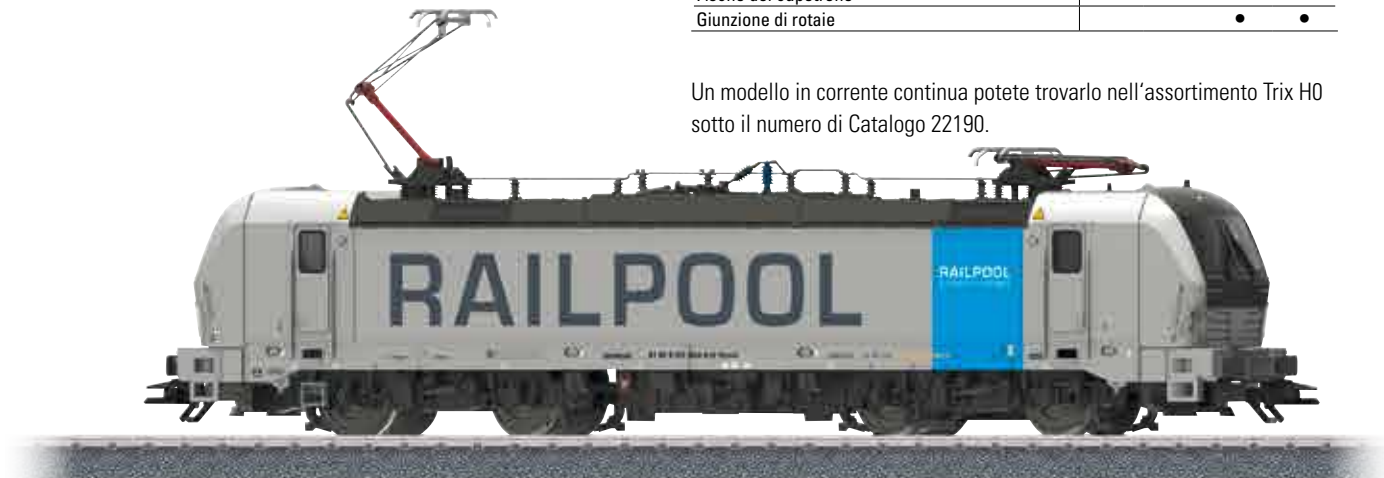 Giunzione di rotaie
Un modello in corrente continua potete trovarlo nell‘assortimento Trix H0
sotto il numero di Catalogo 22190.
RAILPOOL
RAILPOOL